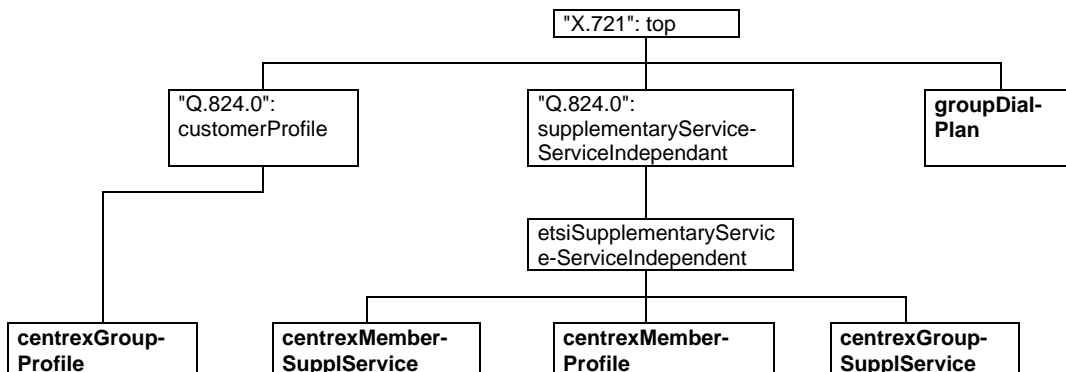 "X.721": top
"Q.824.0":
customerProfile
"Q.824.0":
supplementaryService-
ServiceIndependant
groupDial-
Plan
etsiSupplementaryServic
e-ServiceIndependent
centrexGroup-
Profile
centrexMember-
SupplService
centrexMember-
Profile
centrexGroup-
SupplService